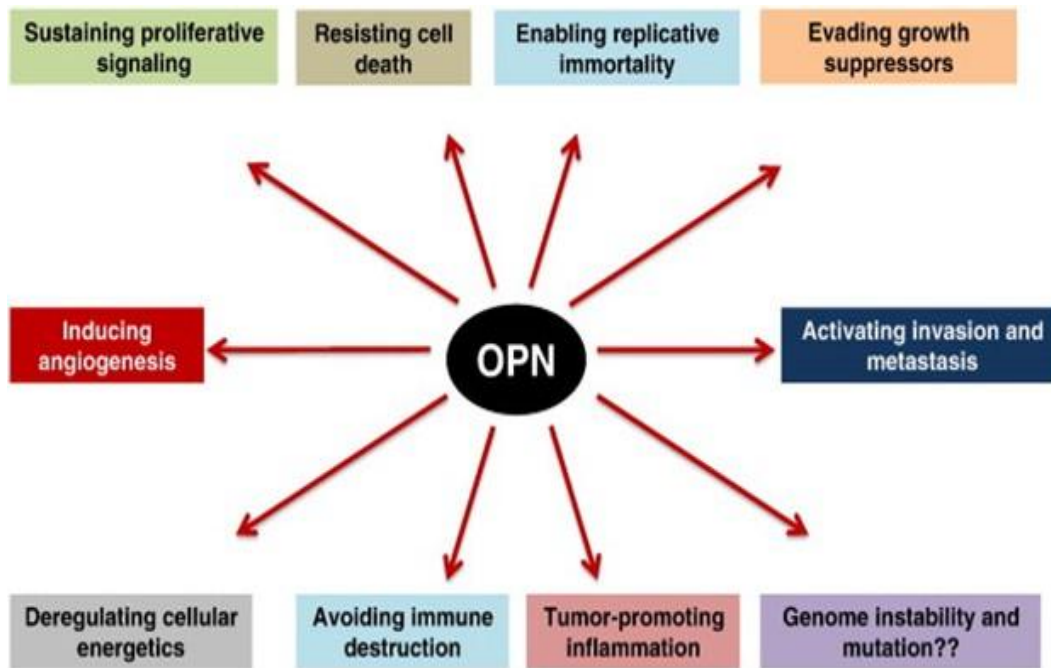 Sustaining proliferative
signaling
Resisting cell
death
Enabling replicative
immortality
Evading growth
suppressors
Inducing
angiogenesis
OPN
Activating invasion and
metastasis
Deregulating cellular
energetics
Avoiding immune
destruction
Tumor-promoting
inflammation
Genome instability and
mutation??